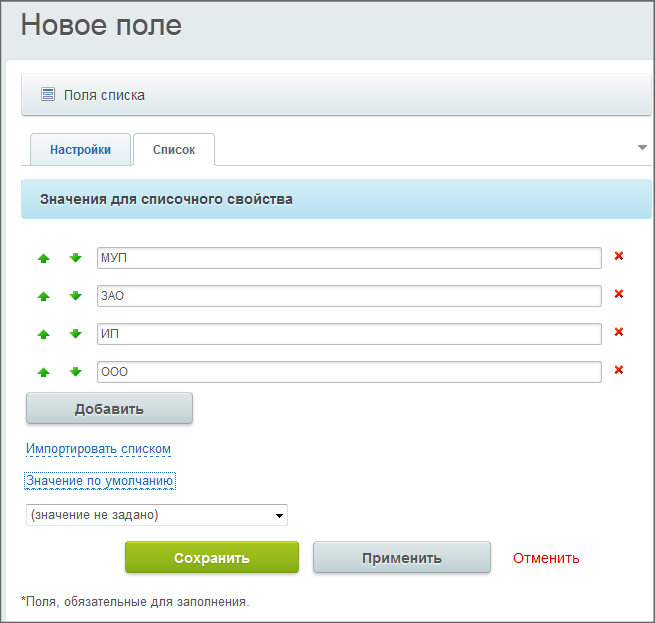 Новое поле
Поля списка
Настройки Список
Значения для списочного свойства
МУП
ЗАО
ИП
ООО
Добавить
Импортировать списком
Значение по умолчанию
(значение не задано)
Сохранить Применить Отменить
*Поля, обязательные для заполнения.